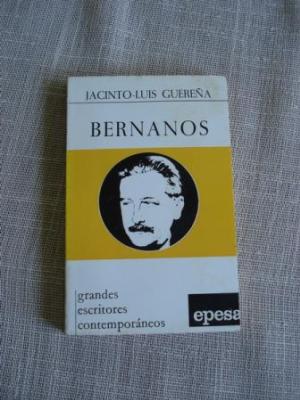 JACINTO-LUIS GUEREÑA
BERNANOS
grandes
escritores
contemporáneos
epesa